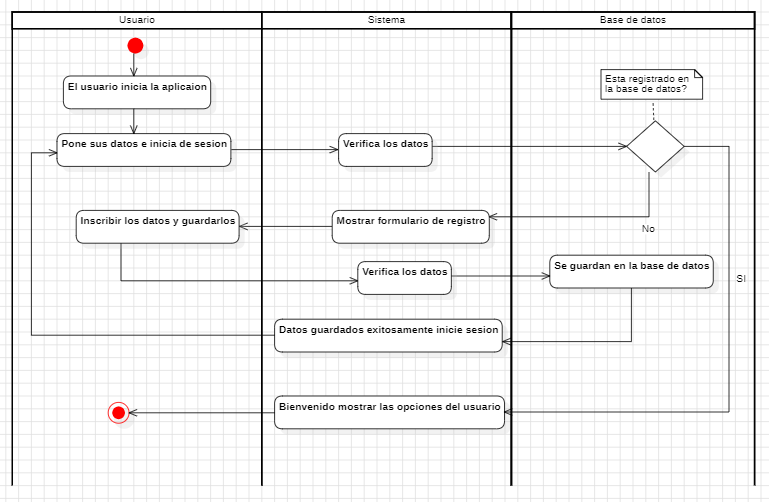 Usuario
Sistema
Base de datos
El usuario inicia la aplicaion
Esta registrado en
la base de datos?
Pone sus datos e inicia de sesion
Verifica los datos
Inscribir los datos y guardarlos
Mostrar formulario de registro
No
Verifica los datos
Se guardan en la base de datos
SI
Datos guardados exitosamente inicie sesion
Bienvenido mostrar las opciones del usuario